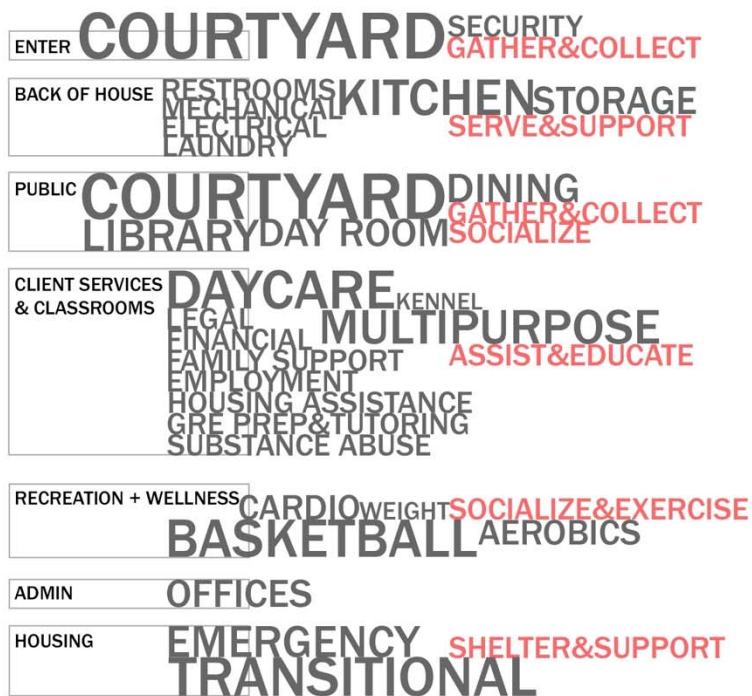 ENTER COURTYARD SECURITY
GATHER&COLLECT
BACK OF HOUSE RESTROOMS KITCHEN STORAGE
MECHANICAL
ELECTRICAL SERVE&SUPPORT
LAUNDRY
PUBLIC COURTYARD DINING
GATHER&COLLECT
LIBRARY DAY ROOM SOCIALIZE
CLIENT SERVICES DAYCARE KENNEL
& CLASSROOMS
LEGAL MULTIPURPOSE
FINANCIAL
FAMILY SUPPORT ASSIST&EDUCATE
EMPLOYMENT
HOUSING ASSISTANCE
GRE PREP&TUTORING
SUBSTANCE ABUSE
RECREATION + WELLNESS CARDIO WEIGHT SOCIALIZE&EXERCISE
BASKETBALL AEROBICS
ADMIN OFFICES
HOUSING EMERGENCY SHELTER&SUPPORT
TRANSITIONAL